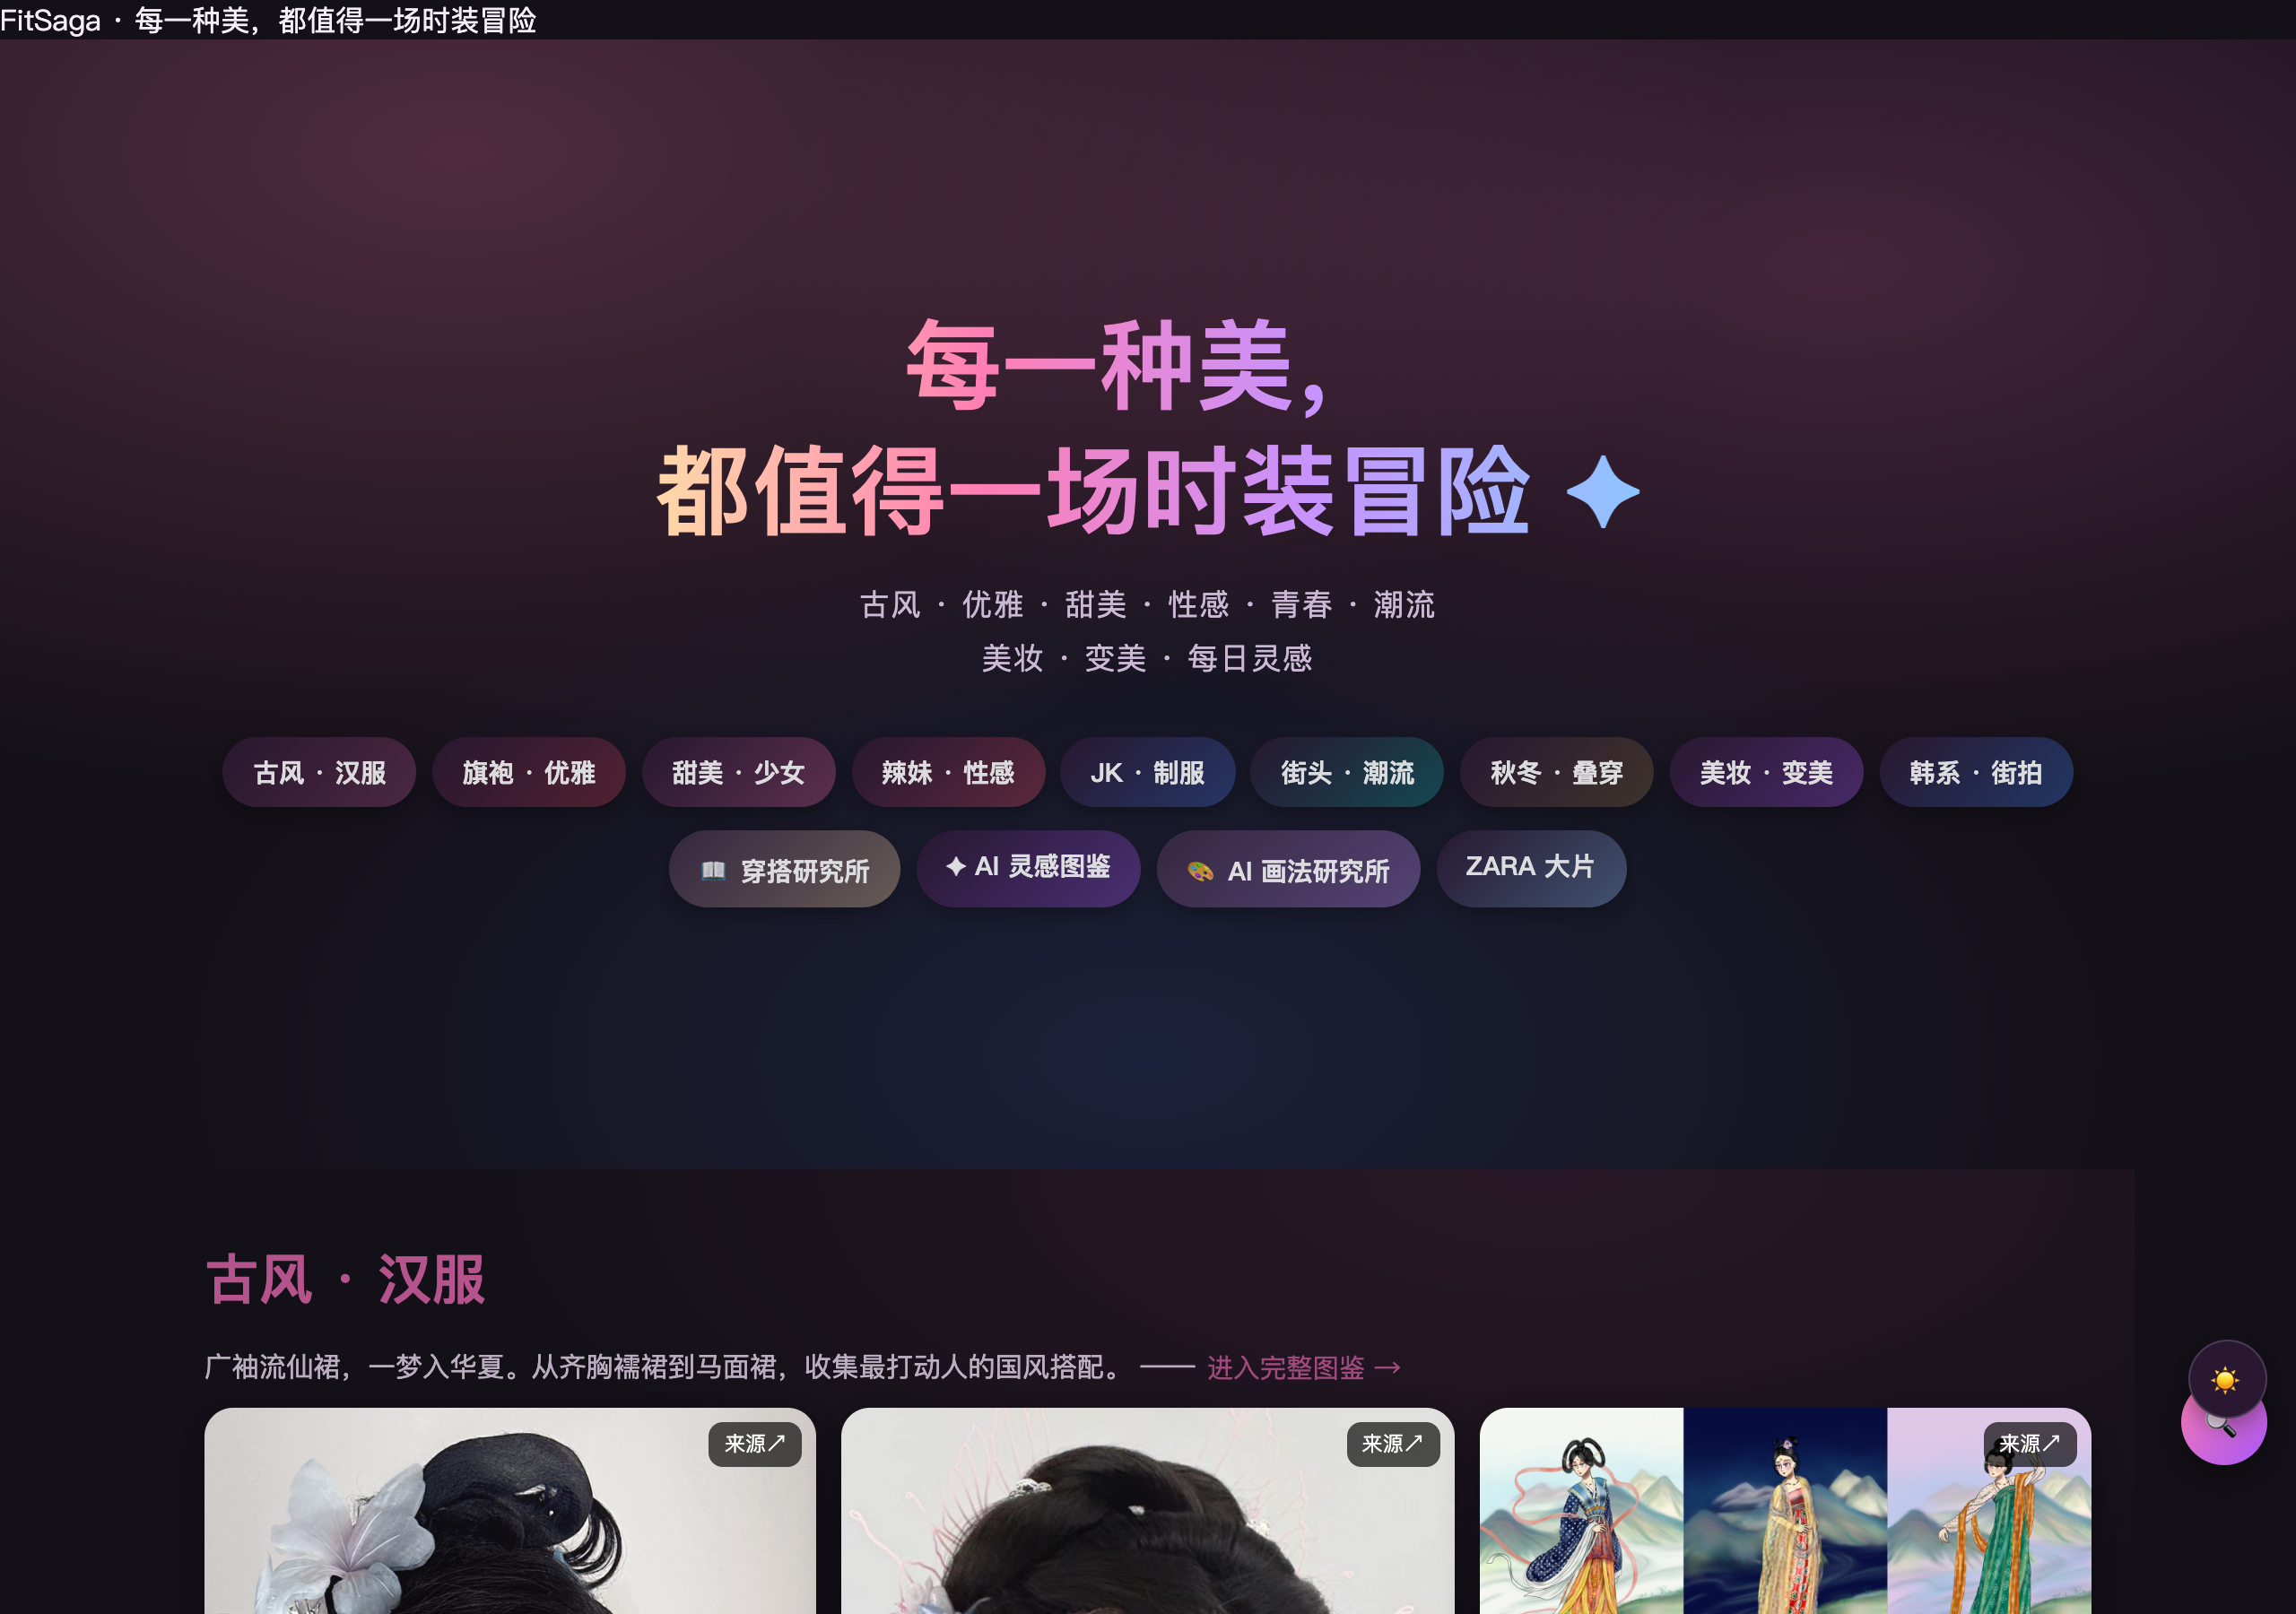 FitSaga · 每一种美，都值得一场时装冒险
每一种美，
都值得一场时装冒险 ✦
古风 · 优雅 · 甜美 · 性感 · 青春 · 潮流
美妆 · 变美 · 每日灵感
古风 · 汉服
旗袍 · 优雅
甜美 · 少女
辣妹 · 性感
JK · 制服
街头 · 潮流
秋冬 · 叠穿
美妆 · 变美
韩系 · 街拍
📖 穿搭研究所
✦ AI 灵感图鉴
🎨 AI 画法研究所
ZARA 大片
古风 · 汉服
广袖流仙裙，一梦入华夏。从齐胸襦裙到马面裙，收集最打动人的国风搭配。 —— 进入完整图鉴 →
来源↗
来源↗
来源↗